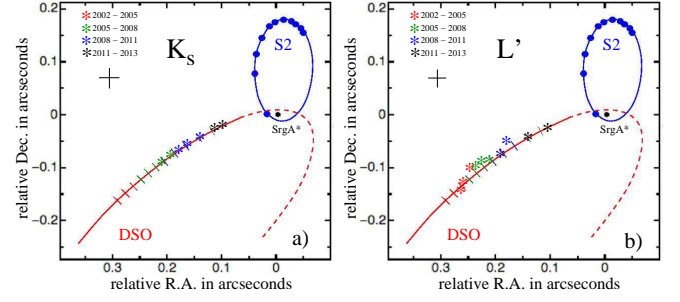 * 2002 – 2005
* 2005 – 2008
* 2008 – 2011
* 2011 – 2013
K_S
S2
SrgA*
DSO
a)
0.2
0.1
0
−0.1
−0.2
0.3
0.2
0.1
0
relative Dec. in arcseconds
relative R.A. in arcseconds
* 2002 – 2005
* 2005 – 2008
* 2008 – 2011
* 2011 – 2013
L’
S2
SrgA*
DSO
b)
0.2
0.1
0
−0.1
−0.2
0.3
0.2
0.1
0
relative Dec. in arcseconds
relative R.A. in arcseconds